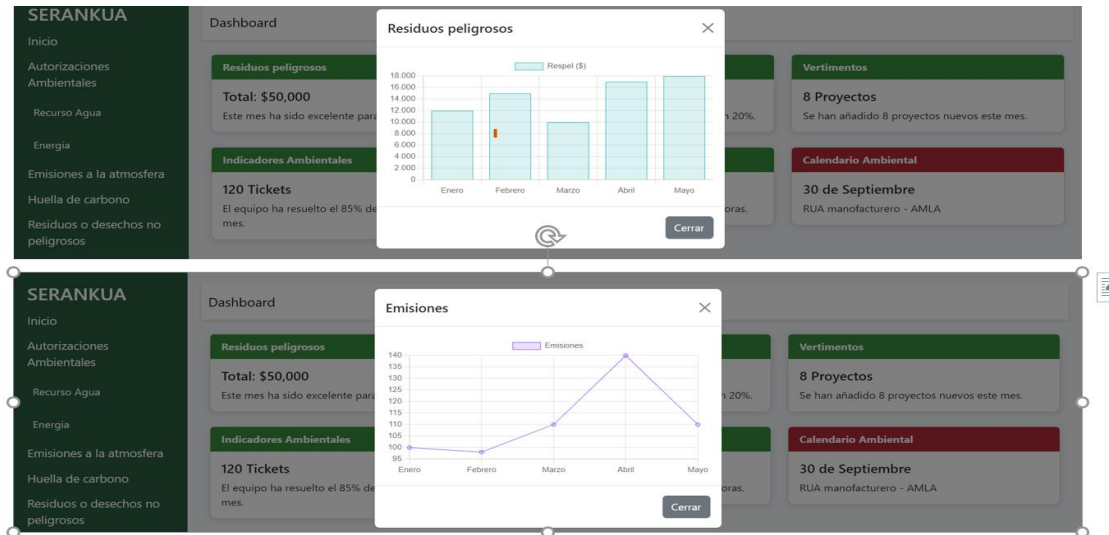 SERANKUA
Inicio
Autorizaciones
Ambientales
Recurso Agua
Energia
Emisiones a la atmosfera
Huella de carbono
Residuos o desechos no
peligrosos
Dashboard
Residuos peligrosos
Total: $50,000
Este mes ha sido excelente para
Indicadores Ambientales
120 Tickets
El equipo ha resuelto el 85% de
mes.
Residuos peligrosos
Respel ($)
18.000
16.000
14.000
12.000
10.000
8.000
6.000
4.000
2.000
0
Enero Febrero Marzo Abril Mayo
Cerrar
20%.
oras.
Vertimentos
8 Proyectos
Se han añadido 8 proyectos nuevos este mes.
Calendario Ambiental
30 de Septiembre
RUA manofacturero - AMLA
SERANKUA
Inicio
Autorizaciones
Ambientales
Recurso Agua
Energia
Emisiones a la atmosfera
Huella de carbono
Residuos o desechos no
peligrosos
Dashboard
Residuos peligrosos
Total: $50,000
Este mes ha sido excelente para
Indicadores Ambientales
120 Tickets
El equipo ha resuelto el 85% de
mes.
Emisiones
Emisiones
140
135
130
125
120
115
110
105
100
95
Enero Febrero Marzo Abril Mayo
Cerrar
20%.
oras.
Vertimentos
8 Proyectos
Se han añadido 8 proyectos nuevos este mes.
Calendario Ambiental
30 de Septiembre
RUA manofacturero - AMLA